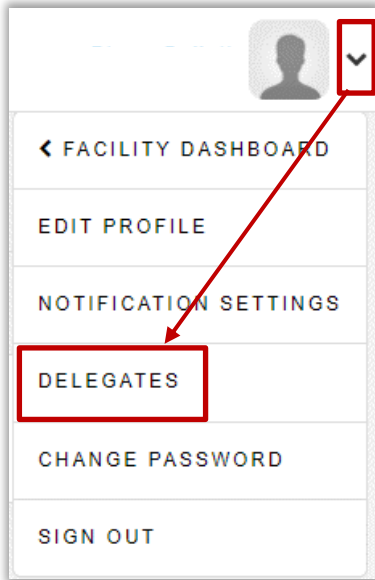 FACILITY DASHBOARD
EDIT PROFILE
NOTIFICATION SETTINGS
DELEGATES
CHANGE PASSWORD
SIGN OUT